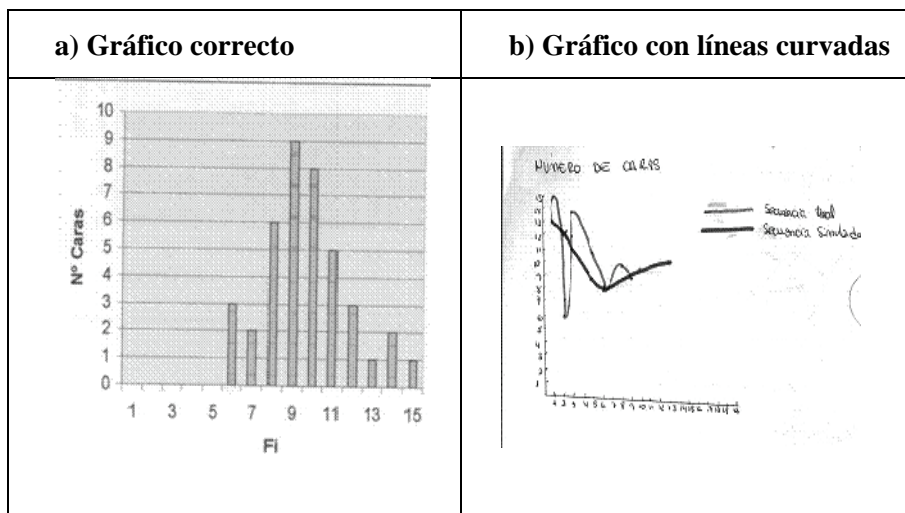 a) Gráfico correcto
b) Gráfico con líneas curvadas
10
9
8
7
6
5
4
3
2
1
0
Nº Caras
1 3 5 7 9 11 13 15
Fi
NUMERO DE CARAS
Secuencia
Secuencia Simulada